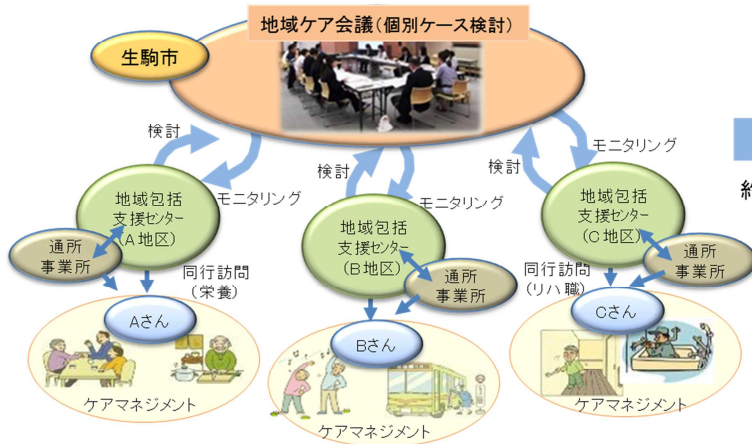 地域ケア会議(個別ケース検討)
生駒市
検討
モニタリング
検討
モニタリング
検討
モニタリング
地域包括
支援センター
(A地区)
通所
事業所
同行訪問
(栄養)
Aさん
ケアマネジメント
地域包括
支援センター
(B地区)
通所
事業所
Bさん
ケアマネジメント
地域包括
支援センター
(C地区)
通所
事業所
同行訪問
(リハ職)
Cさん
ケアマネジメント